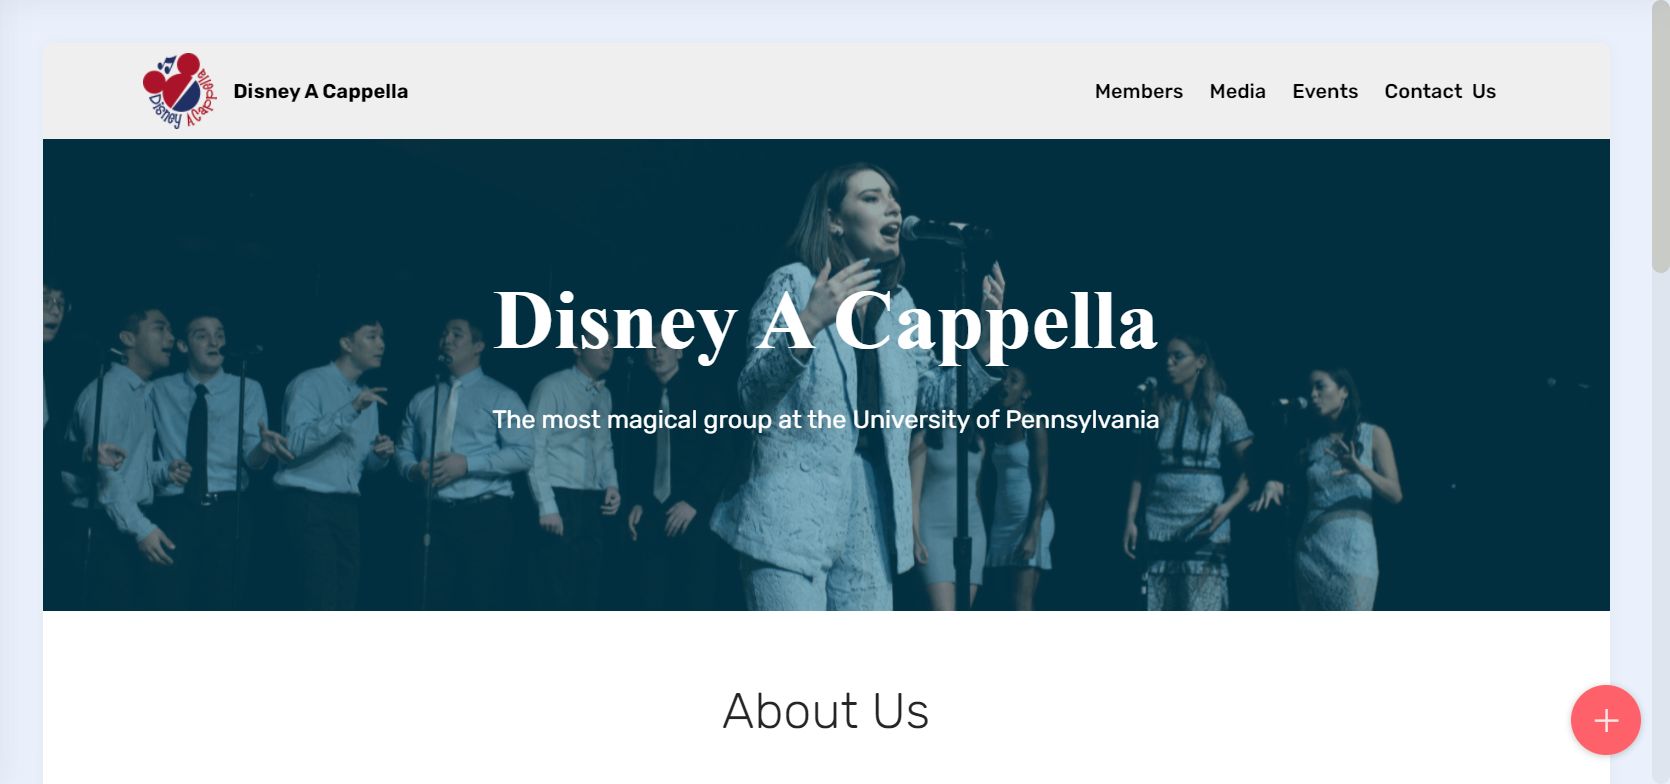 Disney A Cappella
Disney A Cappella
Members Media Events Contact Us
Disney A Cappella
The most magical group at the University of Pennsylvania
About Us